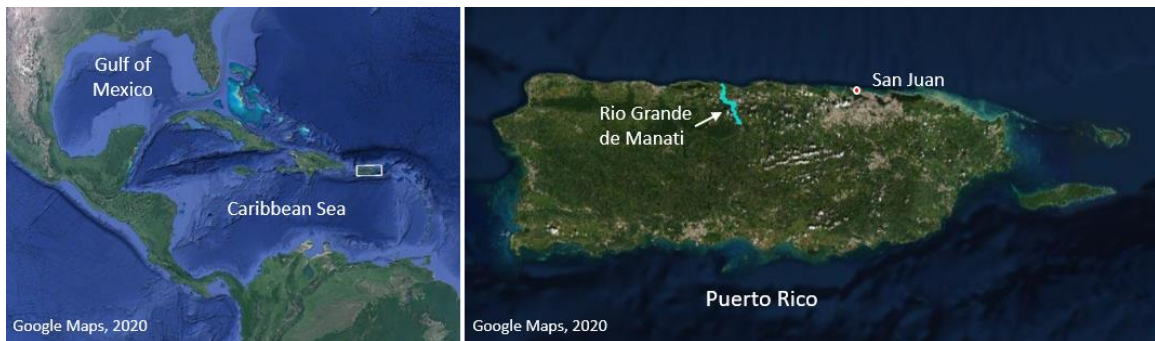 Gulf of
Mexico
Caribbean Sea
Google Maps, 2020
San Juan
Rio Grande
de Manati
Puerto Rico
Google Maps, 2020